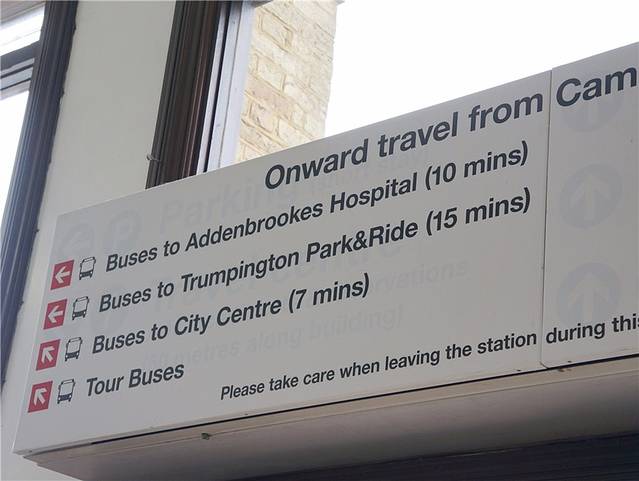 Onward travel from Cam
Buses to Addenbrookes Hospital (10 mins)
Buses to Trumpington Park&Ride (15 mins)
Buses to City Centre (7 mins)
Tour Buses
Please take care when leaving the station during this